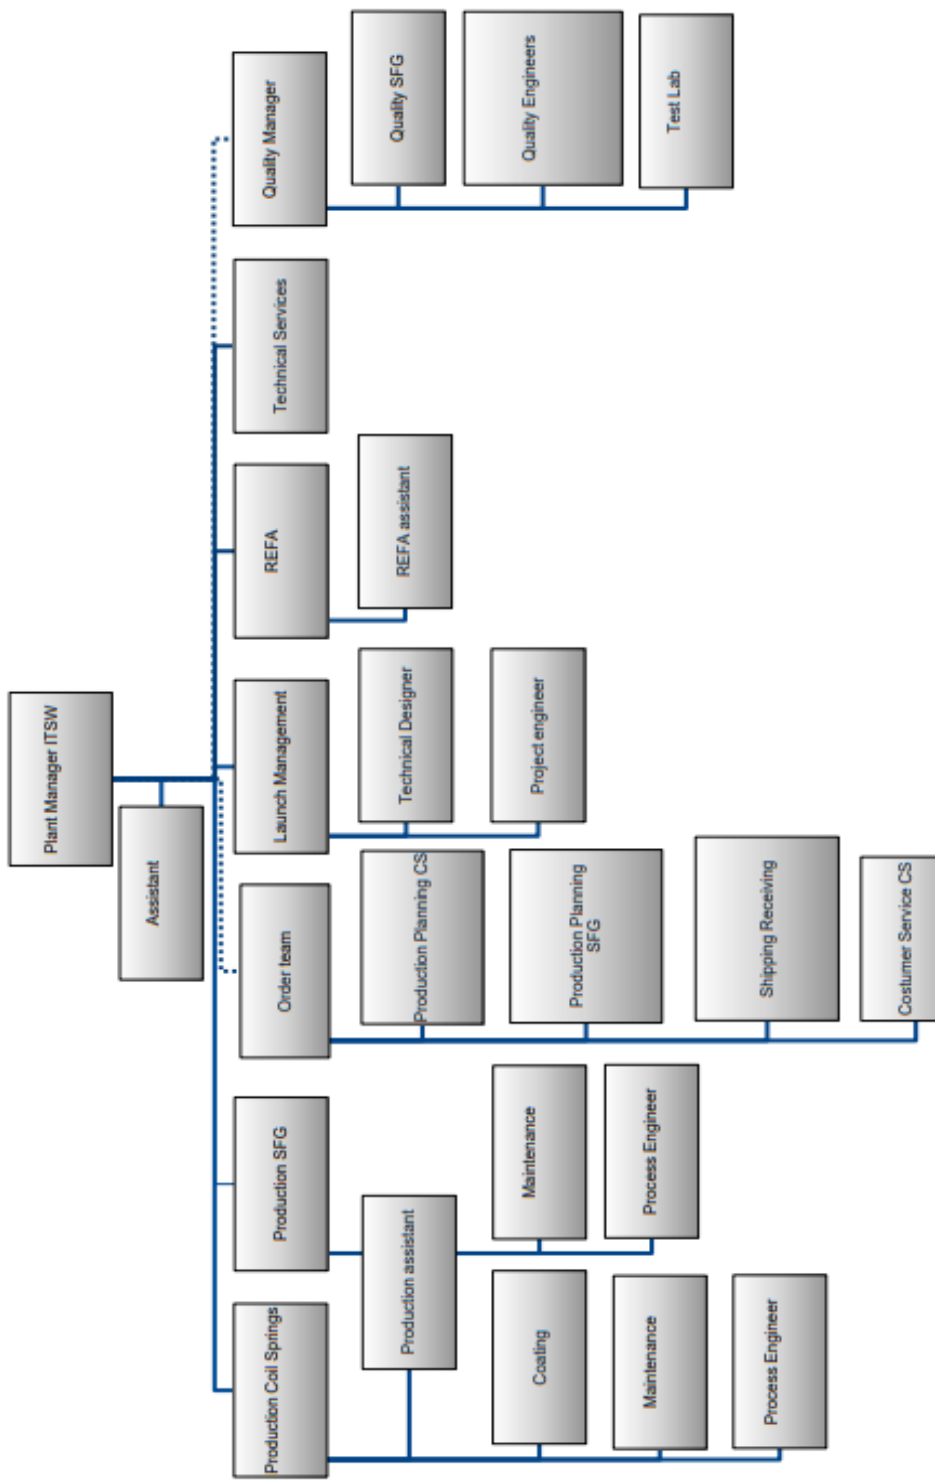 Plant Manager ITSW
Assistant
Production Coil Springs
Production SFG
Order team
Launch Management
REFA
Technical Services
Quality Manager
Production assistant
Coating
Maintenance
Process Engineer
Maintenance
Process Engineer
Production Planning CS
Production Planning
SFG
Shipping Receiving
Costumer Service CS
Technical Designer
Project engineer
REFA assistant
Quality SFG
Quality Engineers
Test Lab